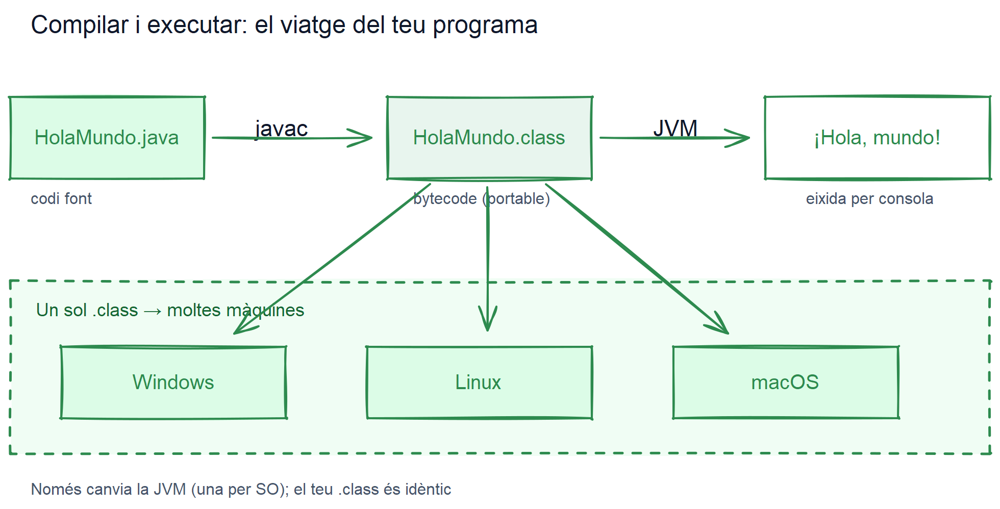 Compilar i executar: el viatge del teu programa
HolaMundo.java
javac
HolaMundo.class
JVM
¡Hola, mundo!
codi font
bytecode (portable)
eixida per consola
Un sol .class → moltes màquines
Windows
Linux
macOS
Només canvia la JVM (una per SO); el teu .class és idèntic